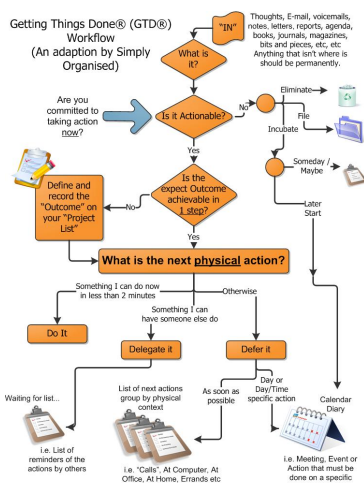 Getting Things Done® (GTD®)
Workflow
(An adaption by Simply
Organised)
"IN"
Thoughts, E-mail, voicemails,
notes, letters, reports, agenda,
books, journals, magazines,
bits and pieces, etc, etc
Anything that isn't where is
should be permanently.
What is
it?
Eliminate
Are you
committed to
taking action
now?
Is it Actionable?
No
File
Incubate
Yes
Someday /
Maybe
Define and
record the
"Outcome" on
your "Project
List"
No
Is the
expect Outcome
achievable in
1 step?
Later
Start
Yes
What is the next physical action?
Something I can do now
in less than 2 minutes
Otherwise
Something I can
have someone else do
Do It
Delegate it
Defer it
Waiting for list...
List of next actions
group by physical
context
As soon as
possible
Day or
Day/Time
specific action
Calendar
Diary
i.e. List of
reminders of the
actions by others
i.e. "Calls", At Computer, At
Office, At Home, Errands etc
i.e. Meeting, Event or
Action that must be
done on a specific